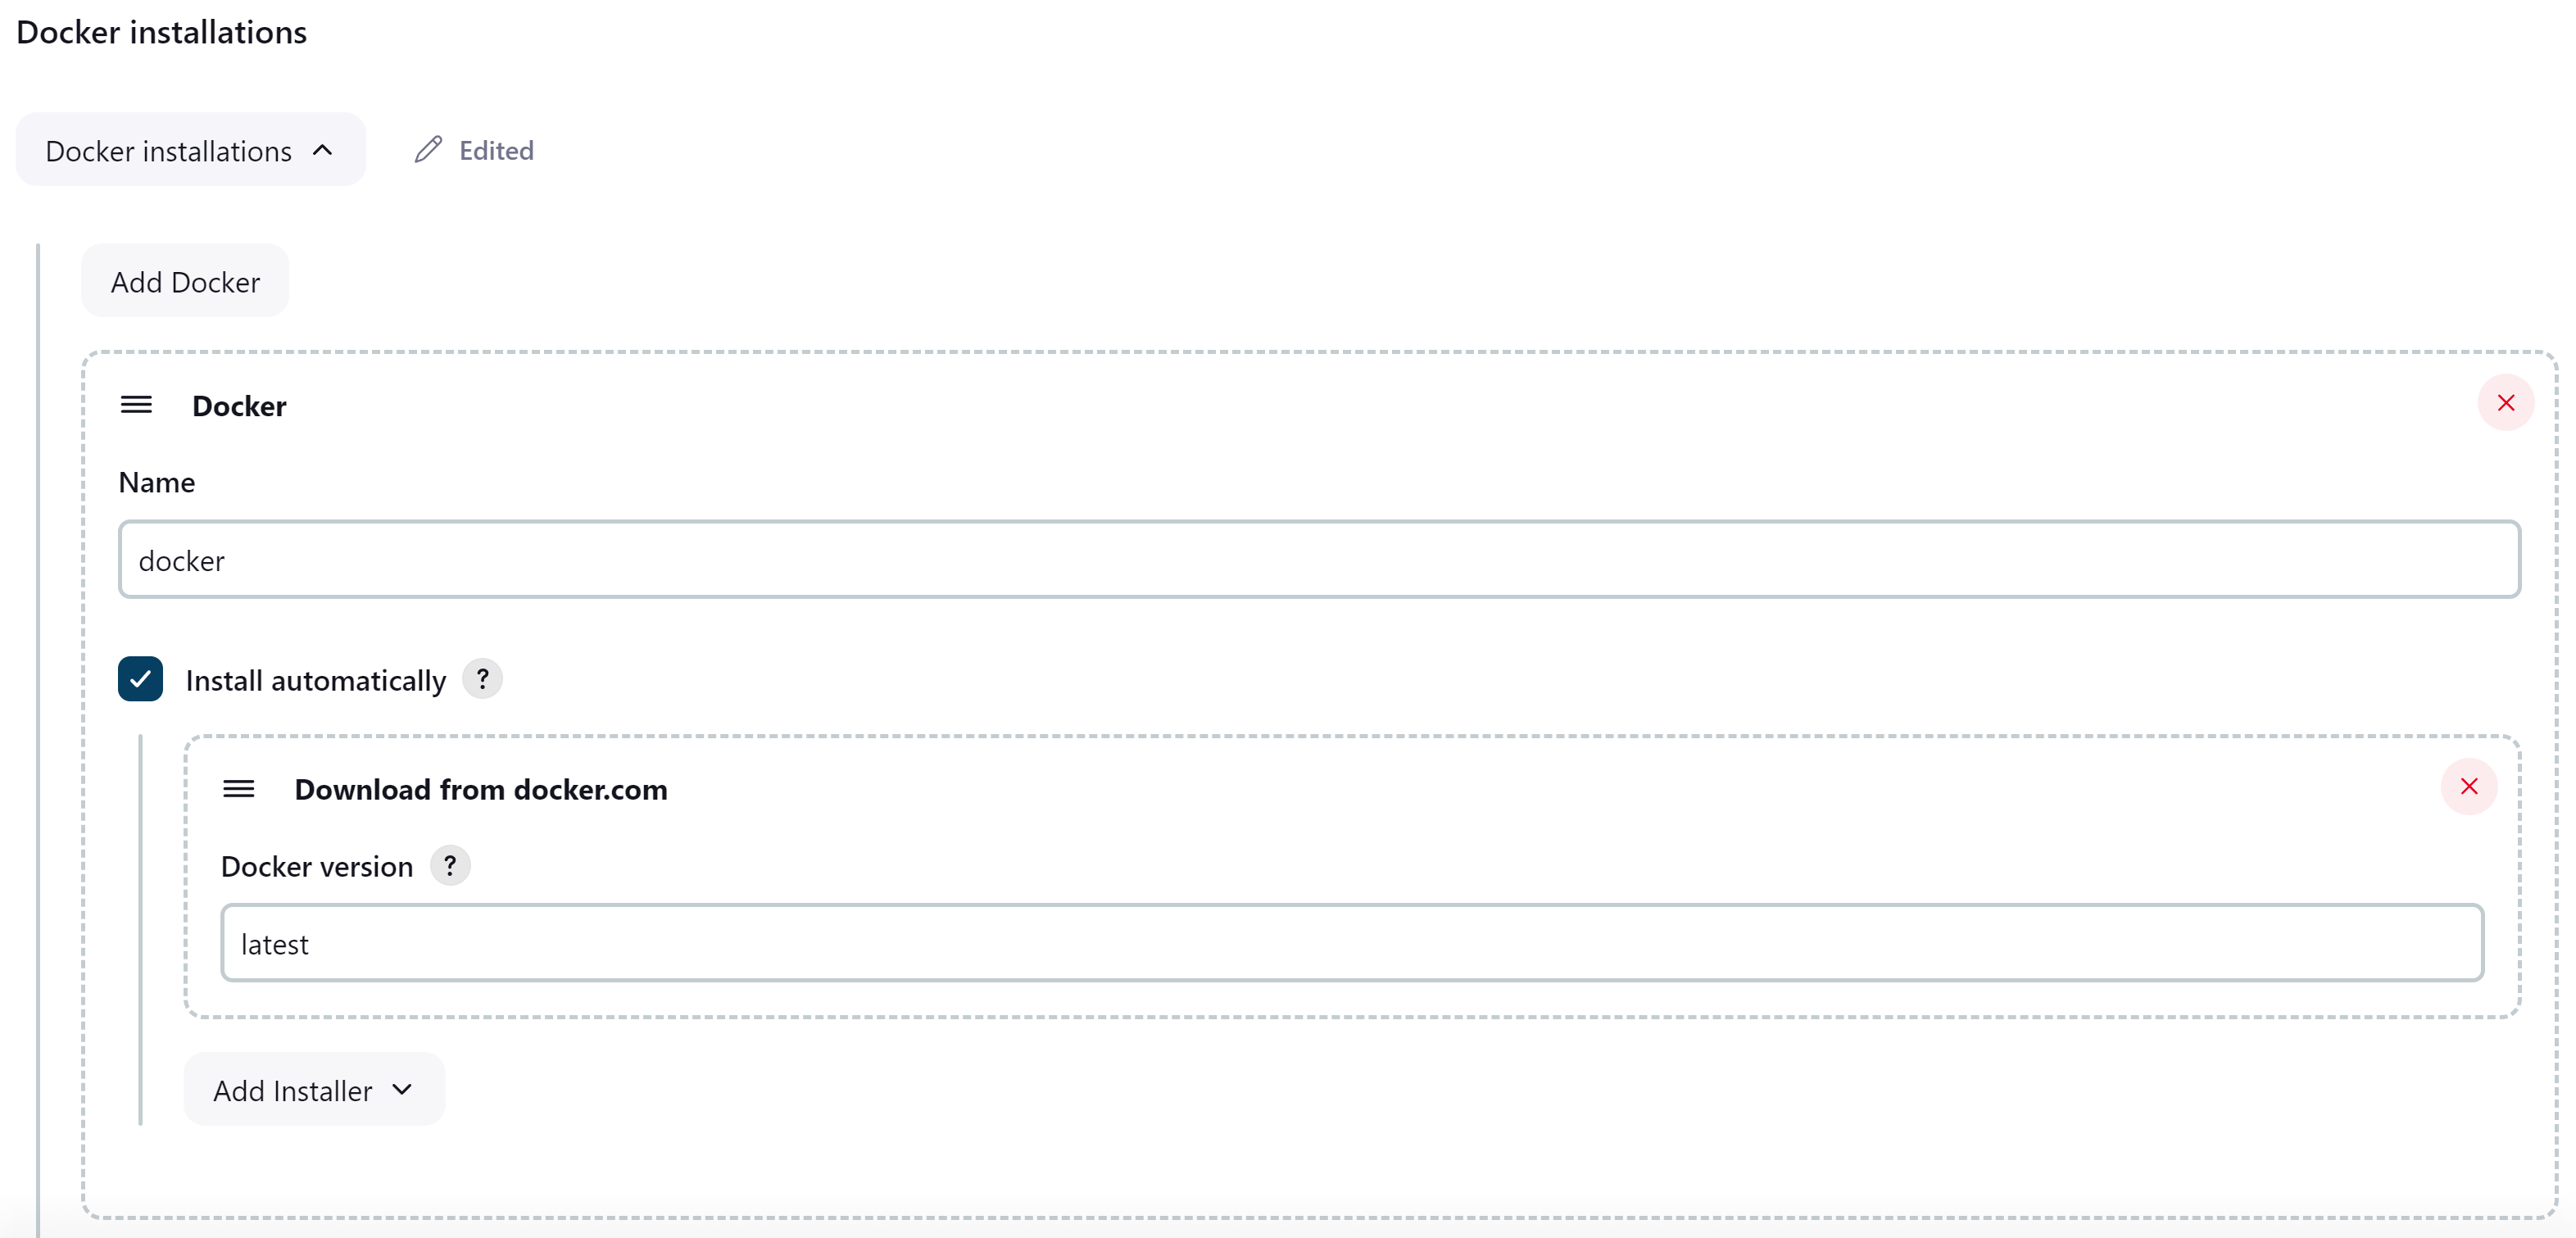 Docker installations
Docker installations
Edited
Add Docker
Docker
Name
docker
Install automatically ?
Download from docker.com
Docker version ?
latest
Add Installer